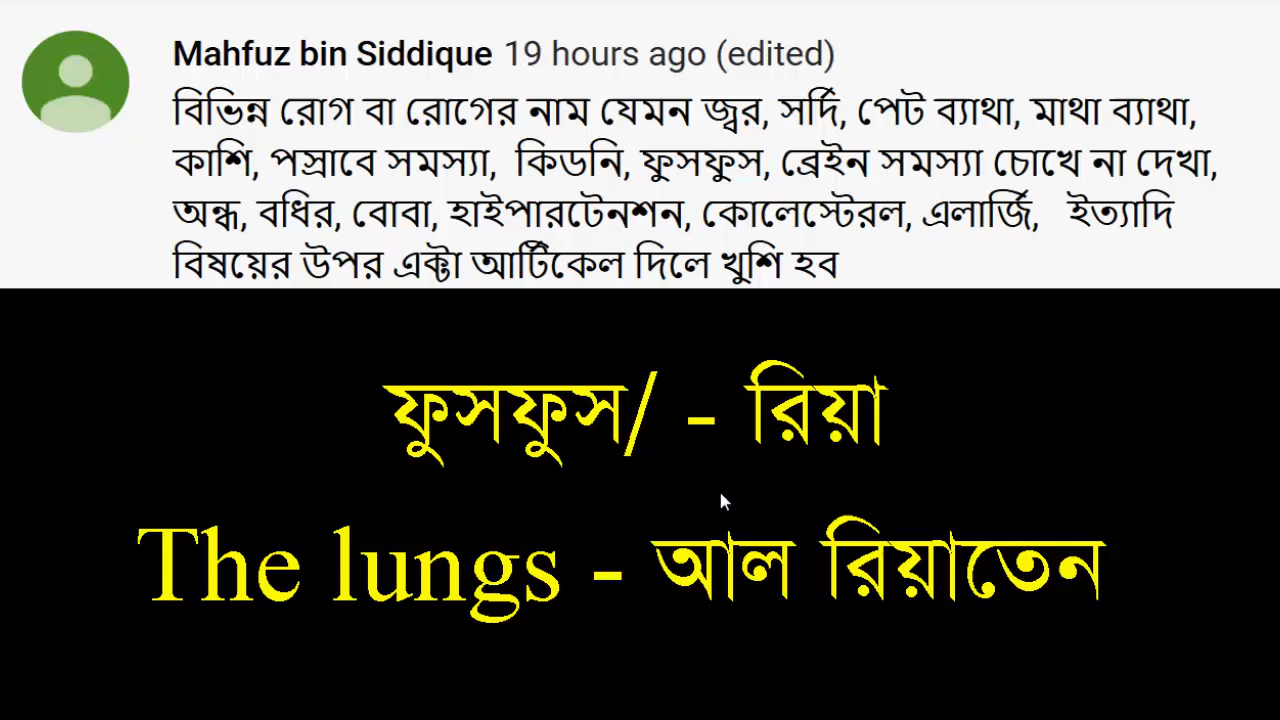 Mahfuz bin Siddique 19 hours ago (edited)
বিভিন্ন রোগ বা রোগের নাম যেমন জ্বর, সর্দি, পেট ব্যাথা, মাথা ব্যাথা,
কাশি, পস্রাবে সমস্যা, কিডনি, ফুসফুস, ব্রেইন সমস্যা চোখে না দেখা,
অন্ধ, বধির, বোবা, হাইপারটেনশন, কোলেস্টেরল, এলার্জি, ইত্যাদি
বিষয়ের উপর এক্টা আর্টিকেল দিলে খুশি হব
ফুসফুস/ - রিয়া
The lungs - আল রিয়াতেন